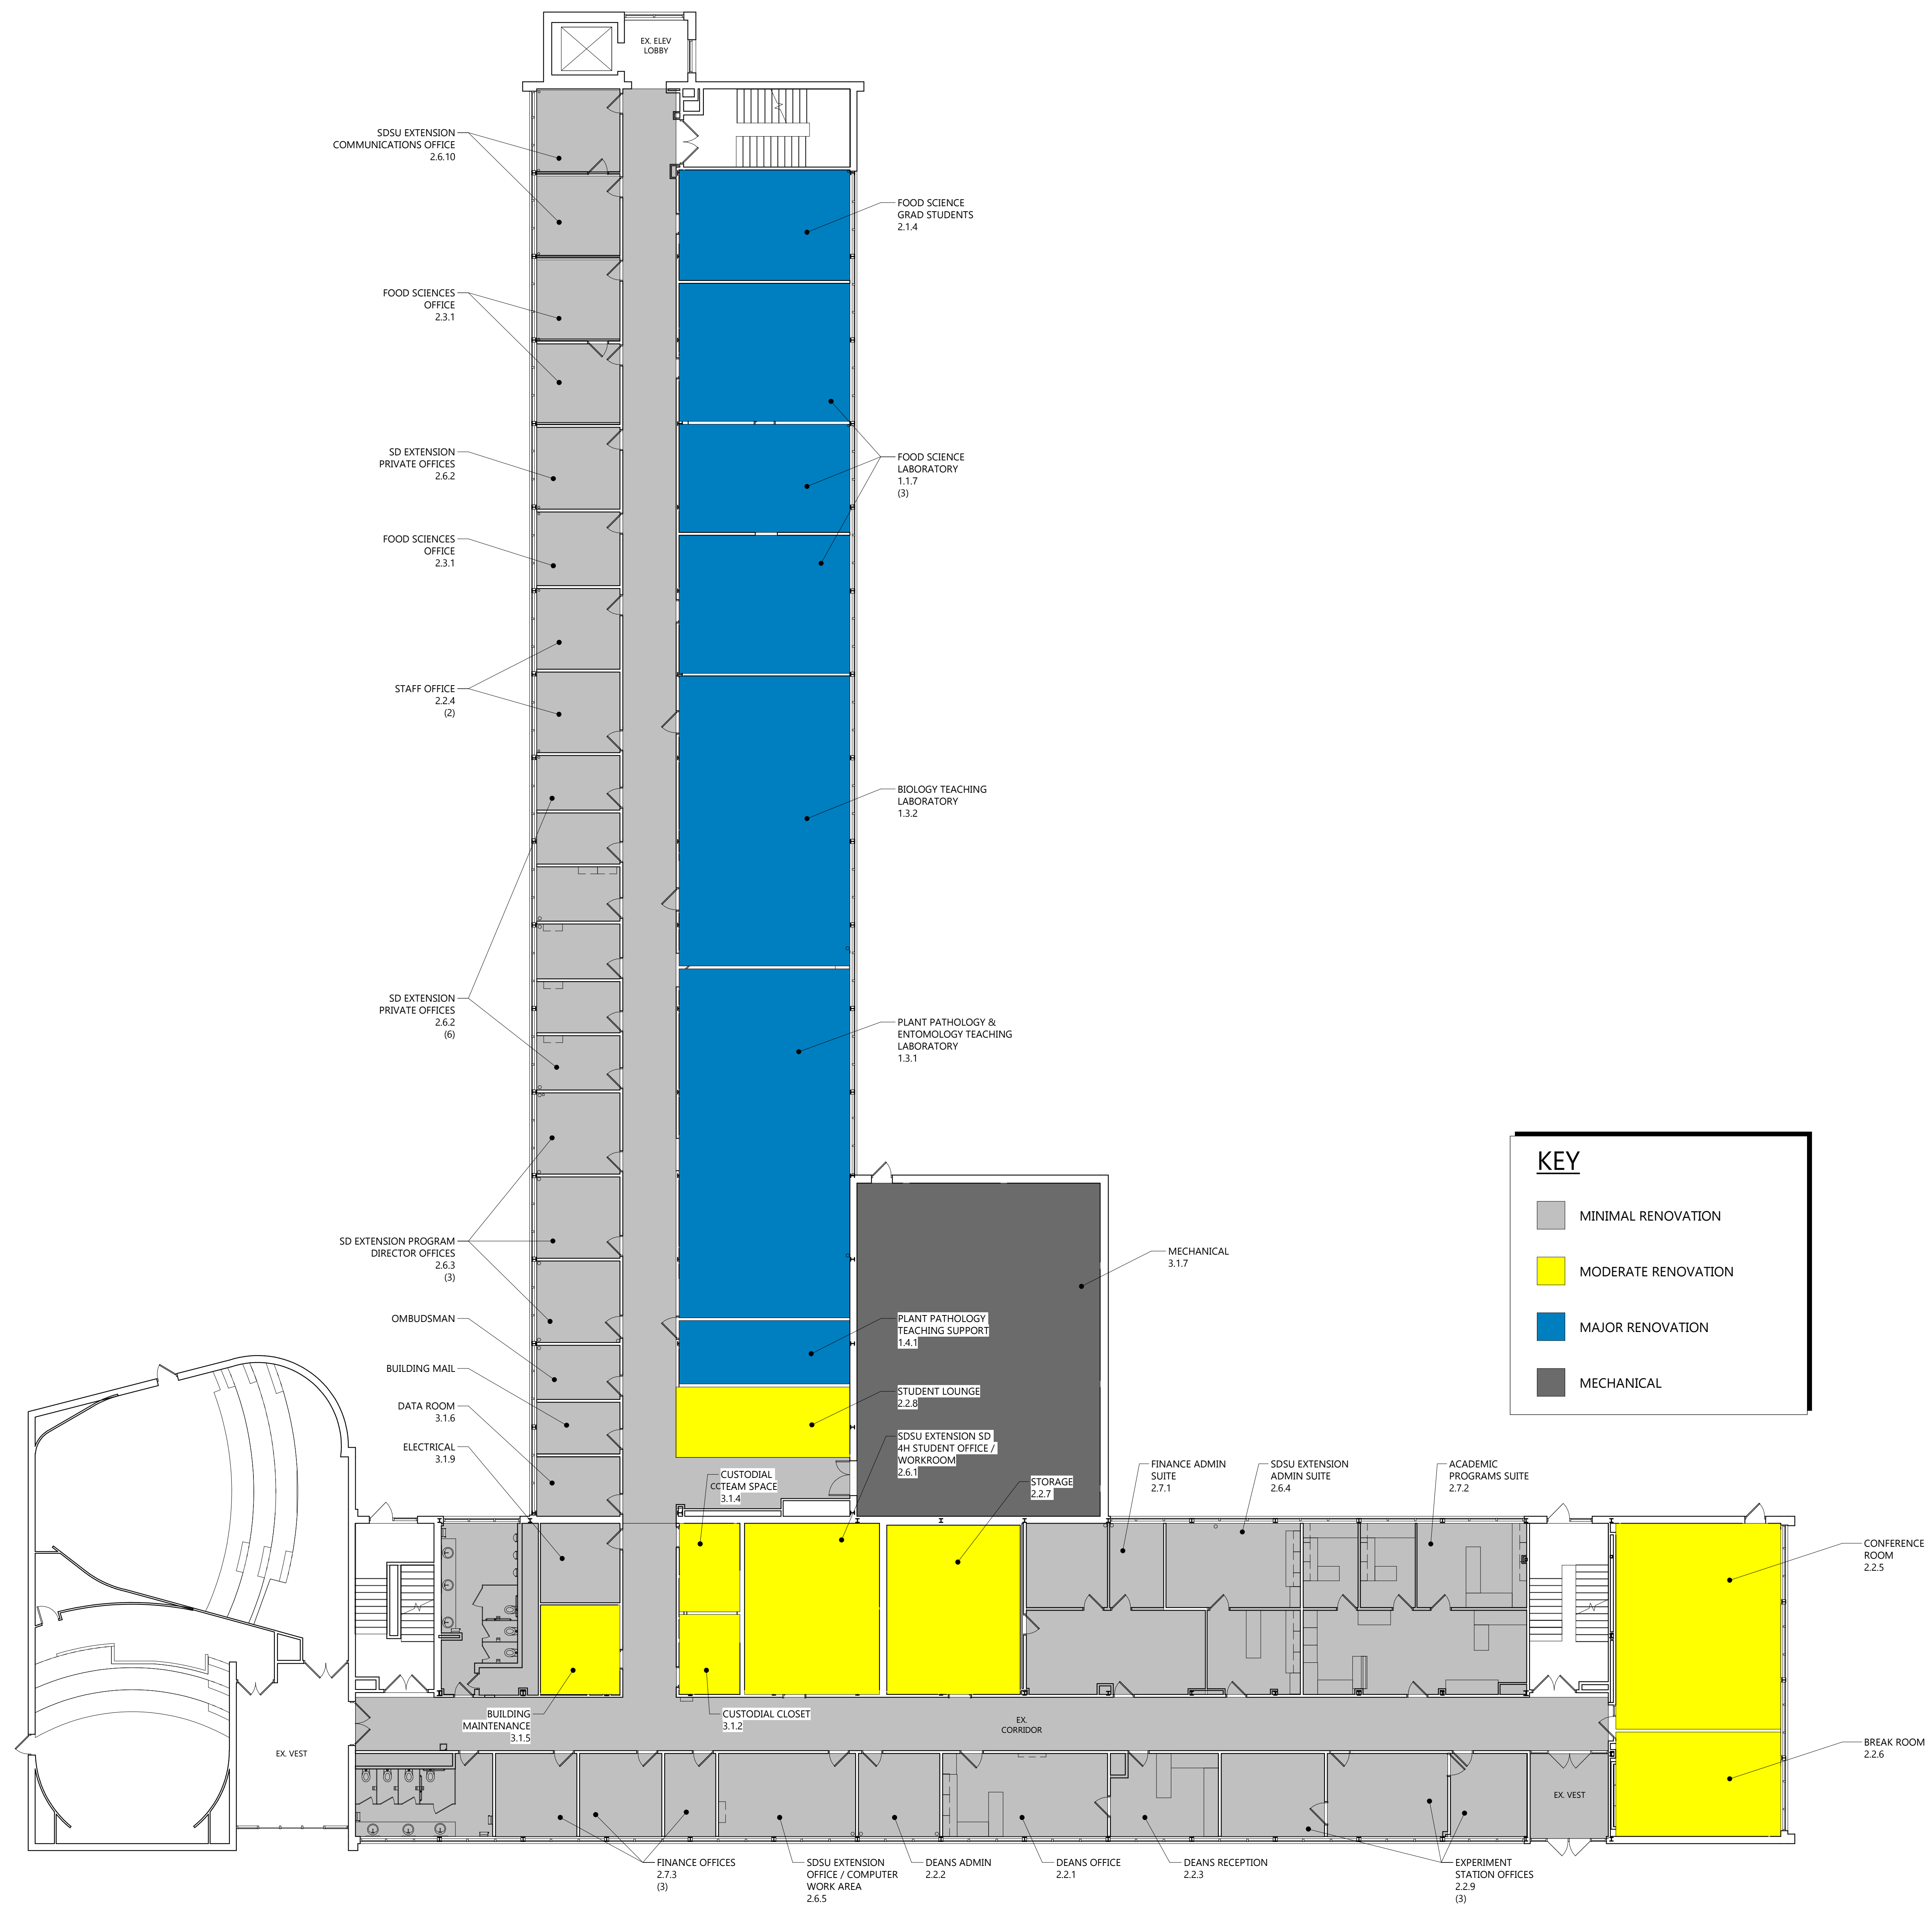 EX. ELEV
LOBBY
SDSU EXTENSION
COMMUNICATIONS OFFICE
2.6.10
FOOD SCIENCE
GRAD STUDENTS
2.1.4
FOOD SCIENCES
OFFICE
2.3.1
SD EXTENSION
PRIVATE OFFICES
2.6.2
FOOD SCIENCE
LABORATORY
1.1.7
(3)
FOOD SCIENCES
OFFICE
2.3.1
STAFF OFFICE
2.2.4
(2)
BIOLOGY TEACHING
LABORATORY
1.3.2
SD EXTENSION
PRIVATE OFFICES
2.6.2
(6)
PLANT PATHOLOGY &
ENTOMOLOGY TEACHING
LABORATORY
1.3.1
KEY
MINIMAL RENOVATION
MODERATE RENOVATION
MAJOR RENOVATION
MECHANICAL
SD EXTENSION PROGRAM
DIRECTOR OFFICES
2.6.3
(3)
MECHANICAL
3.1.7
OMBUDSMAN
PLANT PATHOLOGY
TEACHING SUPPORT
1.4.1
BUILDING MAIL
STUDENT LOUNGE
2.2.8
DATA ROOM
3.1.6
ELECTRICAL
3.1.9
SDSU EXTENSION SD
4H STUDENT OFFICE /
WORKROOM
2.6.1
CUSTODIAL
TEAM SPACE
3.1.4
STORAGE
2.2.7
FINANCE ADMIN
SUITE
2.7.1
SDSU EXTENSION
ADMIN SUITE
2.6.4
ACADEMIC
PROGRAMS SUITE
2.7.2
CONFERENCE
ROOM
2.2.5
BUILDING
MAINTENANCE
3.1.5
CUSTODIAL CLOSET
3.1.2
EX.
CORRIDOR
EX. VEST
BREAK ROOM
2.2.6
EX. VEST
FINANCE OFFICES
2.7.3
(3)
SDSU EXTENSION
OFFICE / COMPUTER
WORK AREA
2.6.5
DEANS ADMIN
2.2.2
DEANS OFFICE
2.2.1
DEANS RECEPTION
2.2.3
EXPERIMENT
STATION OFFICES
2.2.9
(3)